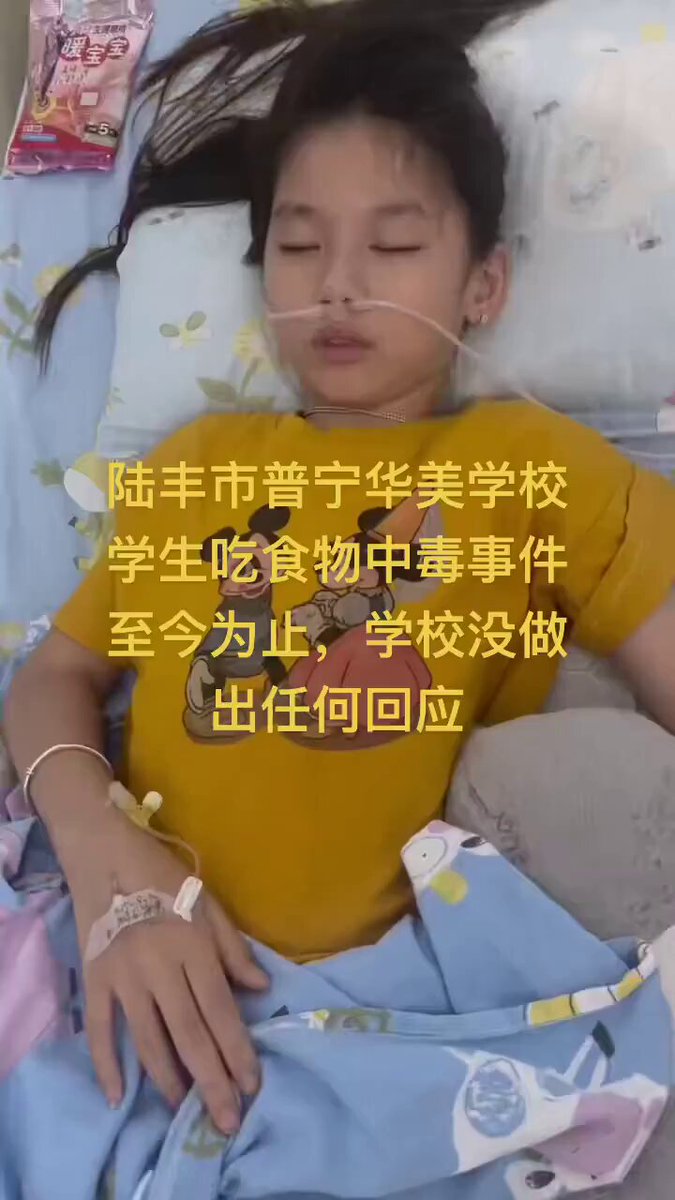 暖宝宝
陆丰市普宁华美学校
学生吃食物中毒事件
至今为止，学校没做
出任何回应